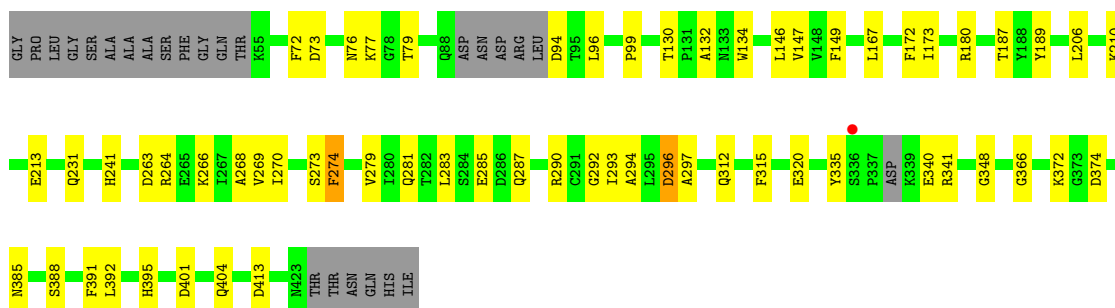 GLY PRO LEU GLY SER ALA ALA ALA SER PHE GLY GLN THR K55 F72 D73 N76 K77 G78 T79 Q88 ASP ASN ASP ARG LEU D94 T95 L96 P99 T130 P131 A132 N133 W134 L146 V147 V148 F149 L167 F172 I173 R180 T187 Y188 Y189 L206
E213 Q231 H241 D263 R264 E265 K266 I267 A268 V269 I270 S273 F274 V279 I280 Q281 T282 L283 S284 E285 D286 Q287 R290 C291 G292 I293 A294 L295 D296 A297 Q312 F315 E320 Y335 S336 P337 ASP K339 E340 R341 G348 G366 K372 G373 D374
N385 S388 F391 L392 H395 D401 Q404 D413 N423 THR THR ASN GLN HIS ILE